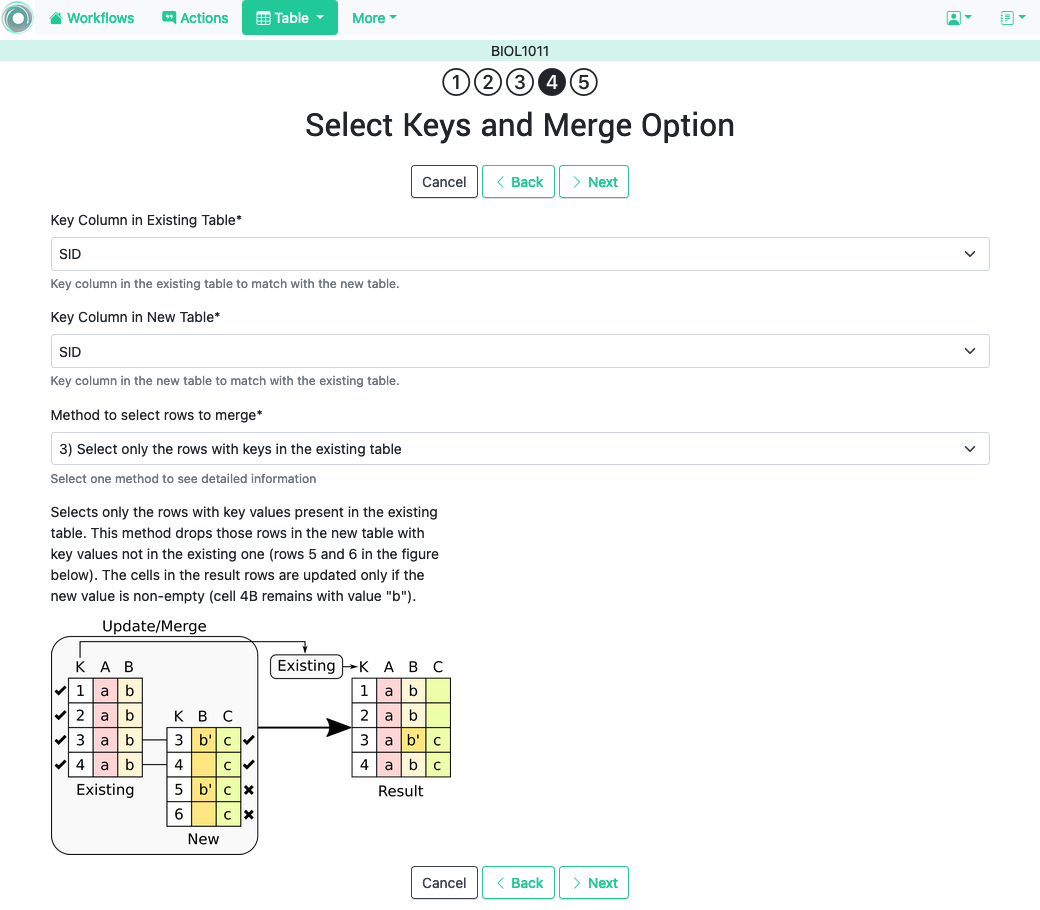 Workflows Actions Table More
BIOL1011
1 2 3 4 5
Select Keys and Merge Option
Cancel Back Next
Key Column in Existing Table*
SID
Key column in the existing table to match with the new table.
Key Column in New Table*
SID
Key column in the new table to match with the existing table.
Method to select rows to merge*
3) Select only the rows with keys in the existing table
Select one method to see detailed information
Selects only the rows with key values present in the existing
table. This method drops those rows in the new table with
key values not in the existing one (rows 5 and 6 in the figure
below). The cells in the result rows are updated only if the
new value is non-empty (cell 4B remains with value "b").
Update/Merge
K A B
1 a b
2 a b
3 a b
4 a b
Existing
K B C
3 b' c
4 c
5 b' c
6 c
New
Existing
K A B C
1 a b
2 a b
3 a b' c
4 a b c
Result
Cancel Back Next